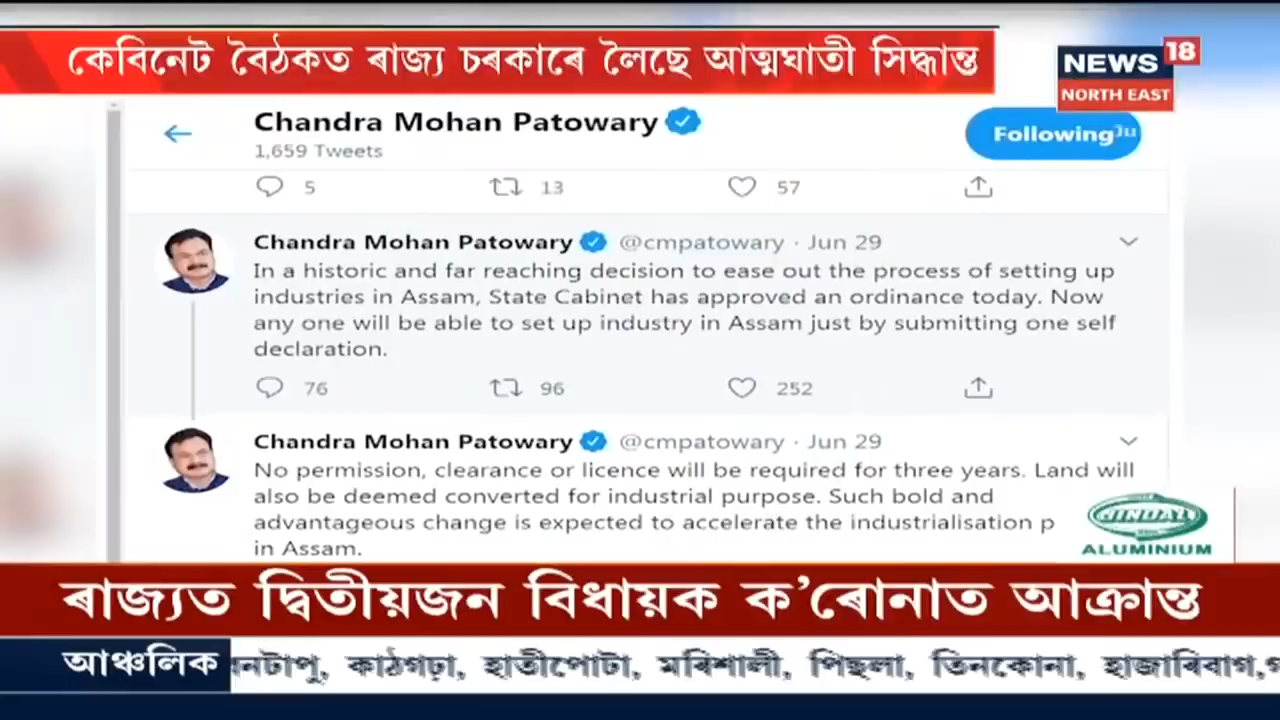 কেবিনেট বৈঠকত ৰাজ্য চৰকাৰে লৈছে আত্মঘাতী সিদ্ধান্ত
NEWS 18
NORTH EAST
Chandra Mohan Patowary
1,659 Tweets
Following
5 13 57
Chandra Mohan Patowary @cmpatowary · Jun 29
In a historic and far reaching decision to ease out the process of setting up
industries in Assam, State Cabinet has approved an ordinance today. Now
any one will be able to set up industry in Assam just by submitting one self
declaration.
76 96 252
Chandra Mohan Patowary @cmpatowary · Jun 29
No permission, clearance or licence will be required for three years. Land will
also be deemed converted for industrial purpose. Such bold and
advantageous change is expected to accelerate the industrialisation p
in Assam.
JINDAL
ALUMINIUM
ৰাজ্যত দ্বিতীয়জন বিধায়ক ক'ৰোনাত আক্ৰান্ত
আঞ্চলিক
কাঠগঢ়া, হাতীপোটা, মৰিশালী, পিছলা, তিনকোনা, হাজাৰিবাগ,